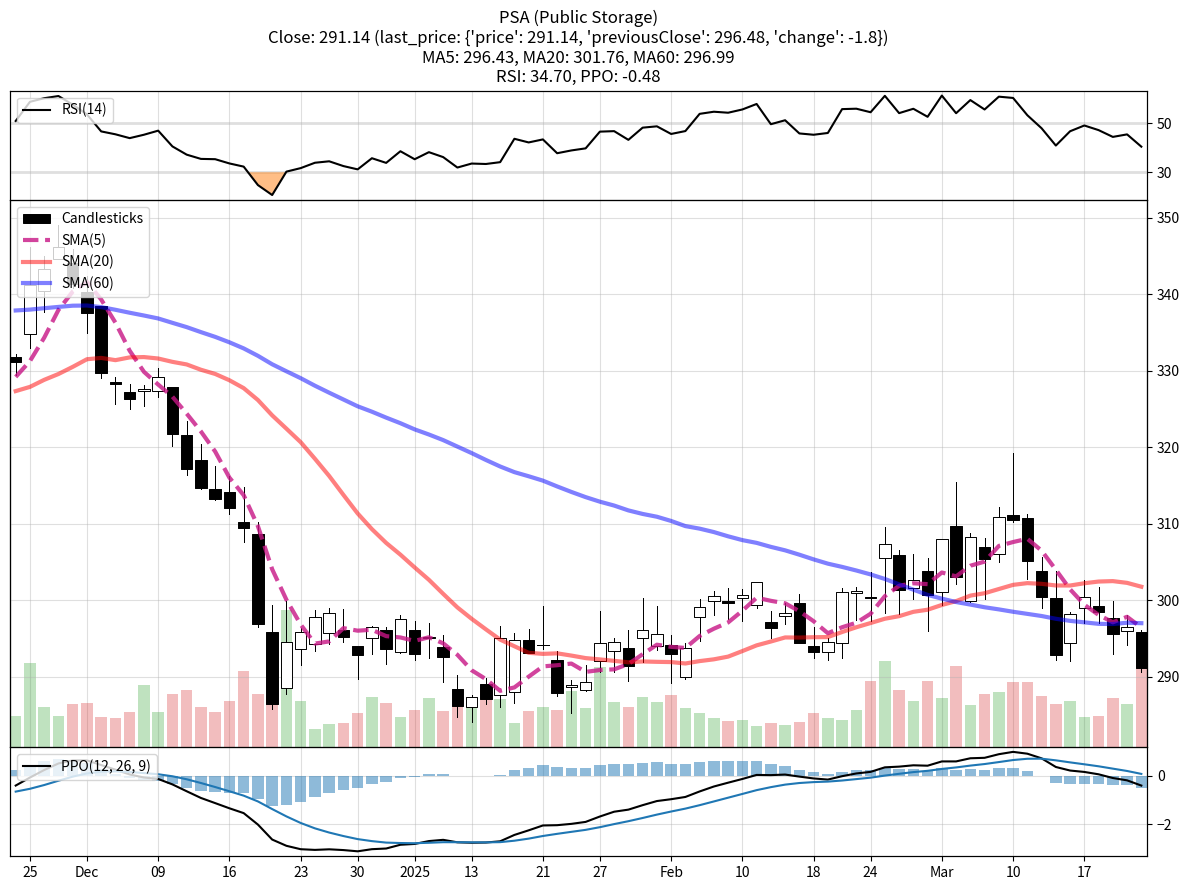 PSA (Public Storage)
Close: 291.14 (last_price: {'price': 291.14, 'previousClose': 296.48, 'change': -1.8})
MA5: 296.43, MA20: 301.76, MA60: 296.99
RSI: 34.70, PPO: -0.48
RSI(14)
50
30
Candlesticks
SMA(5)
SMA(20)
SMA(60)
350
340
330
320
310
300
290
PPO(12, 26, 9)
0
−2
25 Dec 09 16 23 30 2025 13 21 27 Feb 10 18 24 Mar 10 17